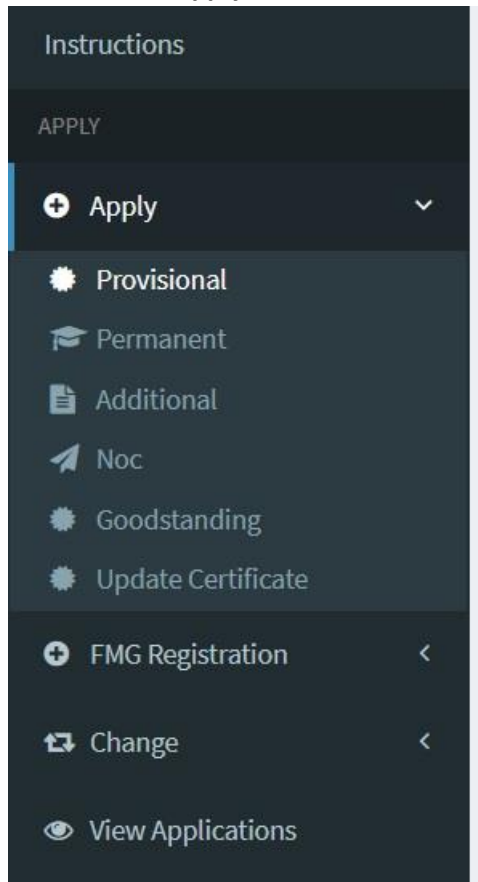 Instructions
APPLY
Apply
Provisional
Permanent
Additional
Noc
Goodstanding
Update Certificate
FMG Registration
Change
View Applications